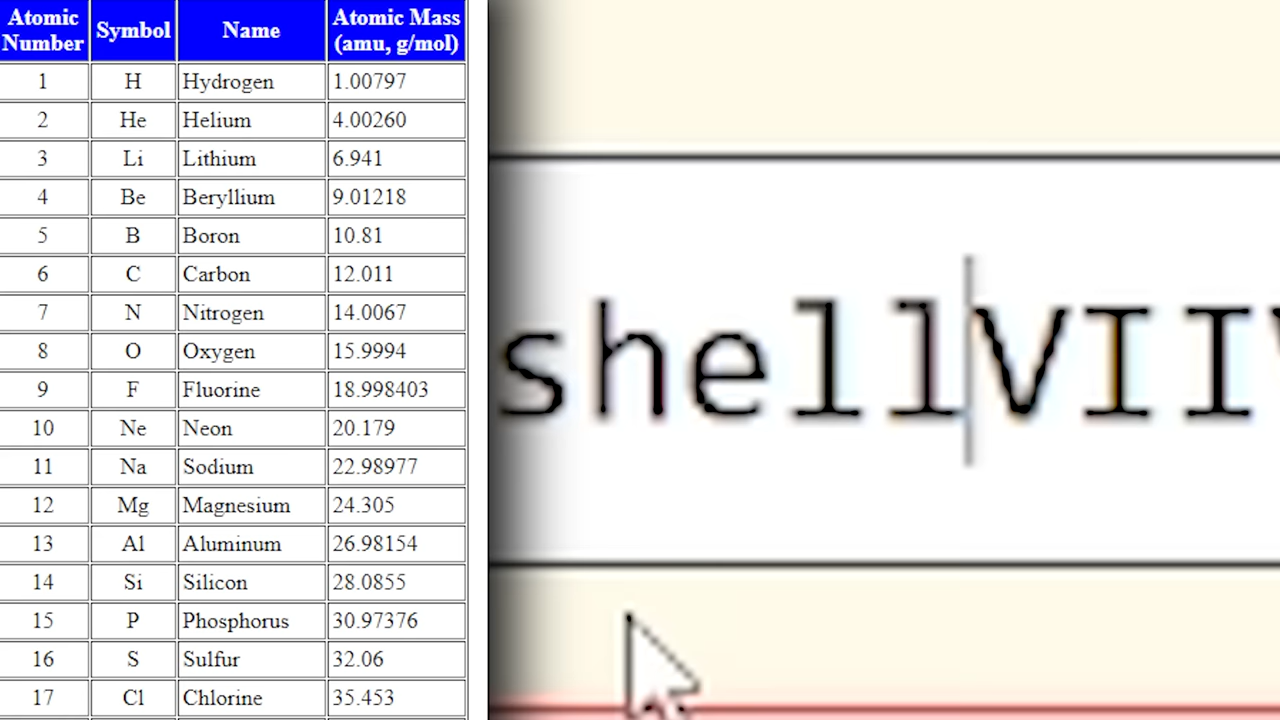 Atomic Number Symbol Name Atomic Mass (amu, g/mol)
1 H Hydrogen 1.00797
2 He Helium 4.00260
3 Li Lithium 6.941
4 Be Beryllium 9.01218
5 B Boron 10.81
6 C Carbon 12.011
7 N Nitrogen 14.0067
8 O Oxygen 15.9994
9 F Fluorine 18.998403
10 Ne Neon 20.179
11 Na Sodium 22.98977
12 Mg Magnesium 24.305
13 Al Aluminum 26.98154
14 Si Silicon 28.0855
15 P Phosphorus 30.97376
16 S Sulfur 32.06
17 Cl Chlorine 35.453
shellVII